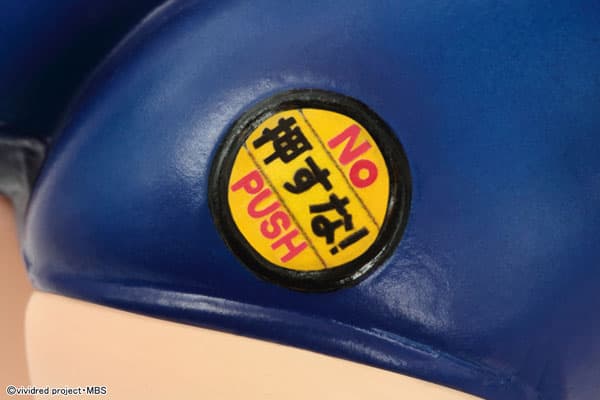 NO
押すな!
PUSH
©vividred project・MBS